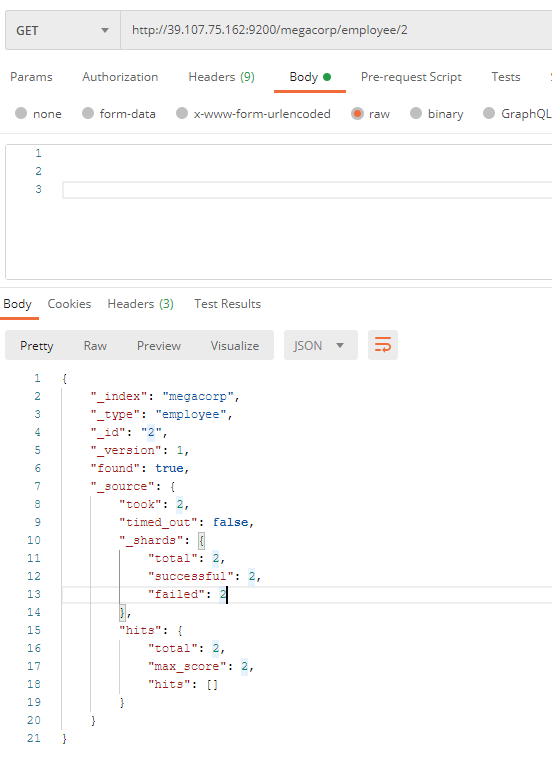 GET http://39.107.75.162:9200/megacorp/employee/2
Params Authorization Headers (9) Body Pre-request Script Tests
none form-data x-www-form-urlencoded raw binary GraphQL
1
2
3
Body Cookies Headers (3) Test Results
Pretty Raw Preview Visualize JSON
1 {
2 "_index": "megacorp",
3 "_type": "employee",
4 "_id": "2",
5 "_version": 1,
6 "found": true,
7 "_source": {
8 "took": 2,
9 "timed_out": false,
10 "_shards": {
11 "total": 2,
12 "successful": 2,
13 "failed": 2
14 },
15 "hits": {
16 "total": 2,
17 "max_score": 2,
18 "hits": []
19 }
20 }
21 }